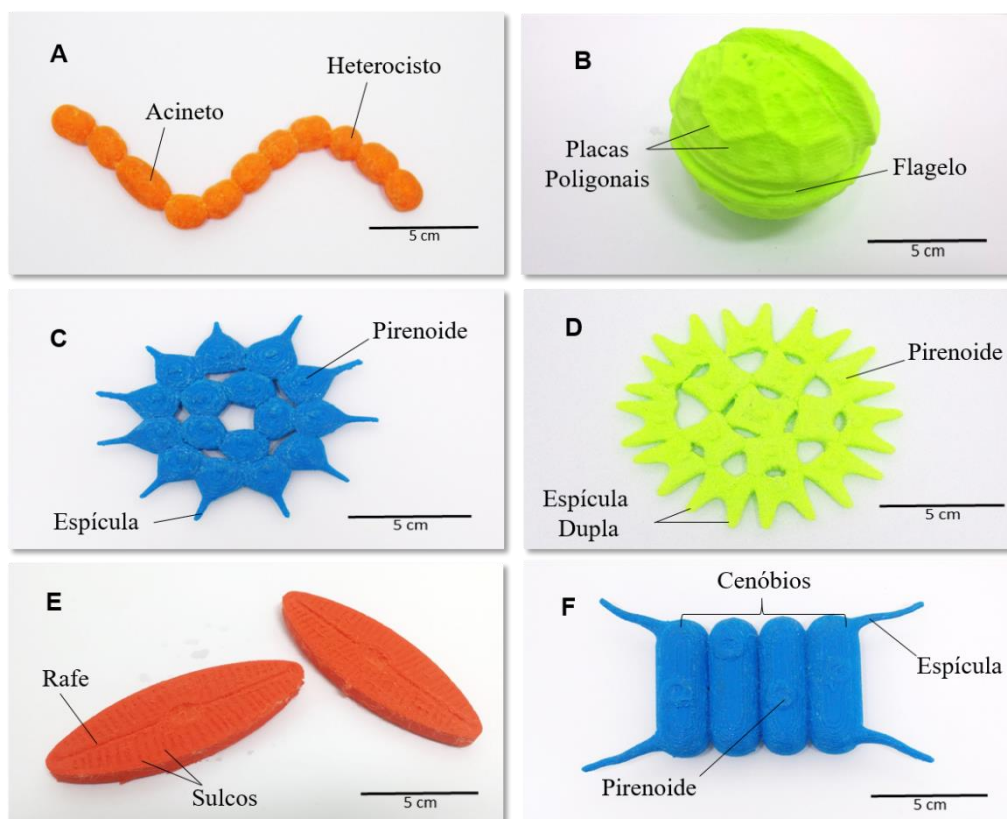 A
Heterocisto
Acineto
5 cm
B
Placas
Poligonais
Flagelo
5 cm
C
Pirenoide
Espícula
5 cm
D
Pirenoide
Espícula
Dupla
5 cm
E
Rafe
Sulcos
5 cm
F
Cenóbios
Espícula
Pirenoide
5 cm